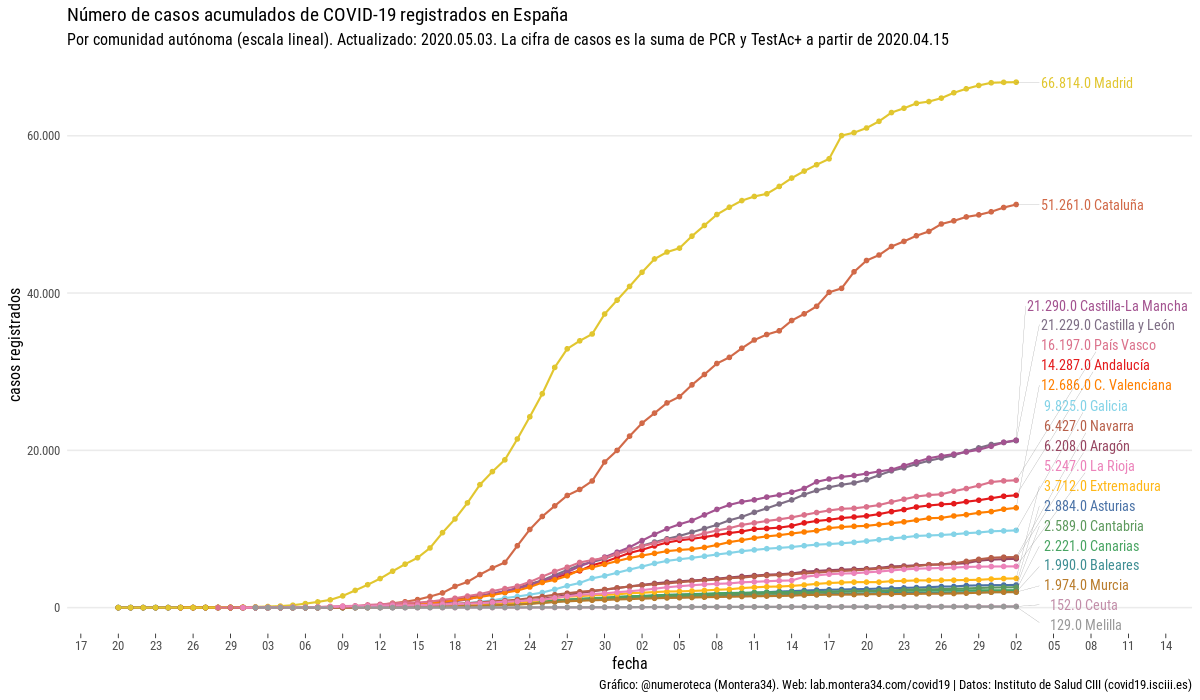 Número de casos acumulados de COVID-19 registrados en España
Por comunidad autónoma (escala lineal). Actualizado: 2020.05.03. La cifra de casos es la suma de PCR y TestAc+ a partir de 2020.04.15
66.814.0 Madrid
60.000
51.261.0 Cataluña
40.000
casos registrados
21.290.0 Castilla-La Mancha
21.229.0 Castilla y León
16.197.0 País Vasco
14.287.0 Andalucía
12.686.0 C. Valenciana
9.825.0 Galicia
6.427.0 Navarra
20.000
6.208.0 Aragón
5.247.0 La Rioja
3.712.0 Extremadura
2.884.0 Asturias
2.589.0 Cantabria
2.221.0 Canarias
1.990.0 Baleares
1.974.0 Murcia
0
152.0 Ceuta
129.0 Melilla
17 20 23 26 29 03 06 09 12 15 18 21 24 27 30 02 05 08 11 14 17 20 23 26 29 02 05 08 11 14
fecha
Gráfico: @numeroteca (Montera34). Web: lab.montera34.com/covid19 | Datos: Instituto de Salud CIII (covid19.isciii.es)